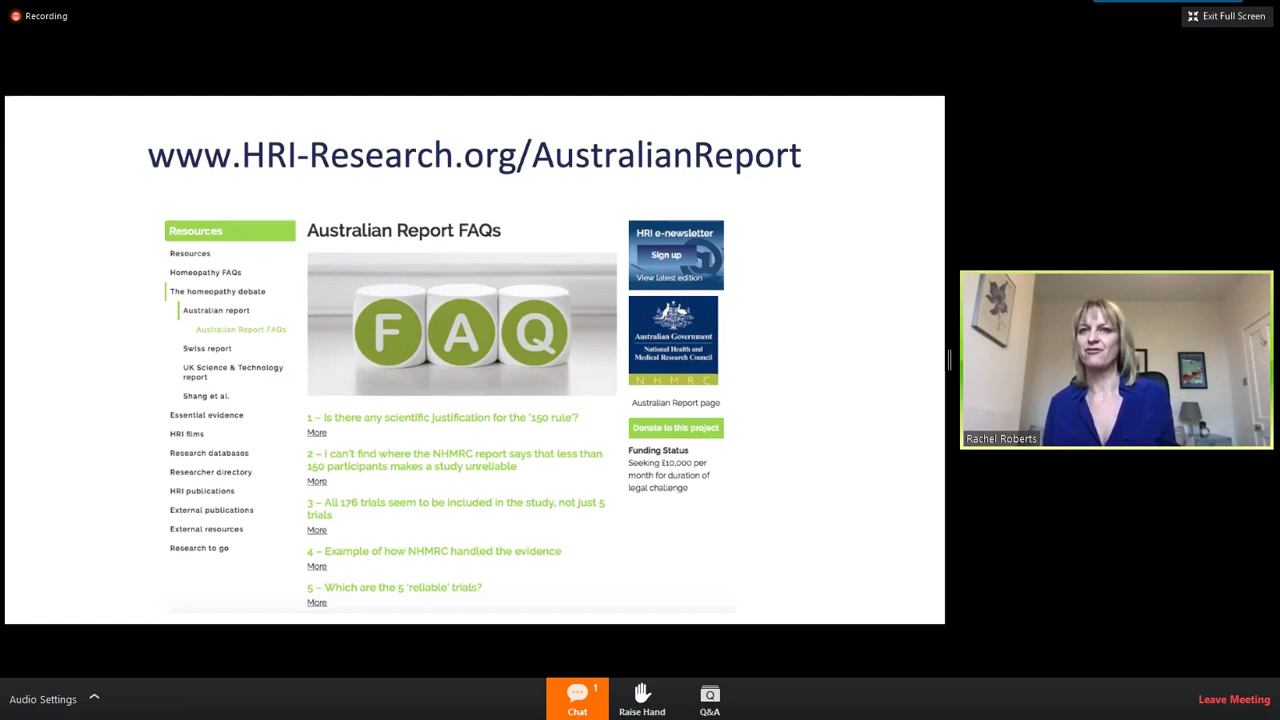 Recording
Exit Full Screen
www.HRI-Research.org/AustralianReport
Resources
Resources
Homeopathy FAQs
The homeopathy debate
Australian report
Australian Report FAQs
Swiss report
UK Science & Technology
report
Shang et al.
Essential evidence
HRI films
Research databases
Researcher directory
HRI publications
External publications
External resources
Research to go
Australian Report FAQs
FAQ
1 – Is there any scientific justification for the '150 rule'?
More
2 – I can't find where the NHMRC report says that less than
150 participants makes a study unreliable
More
3 – All 176 trials seem to be included in the study, not just 5
trials
More
4 – Example of how NHMRC handled the evidence
More
5 – Which are the 5 'reliable' trials?
More
HRI e-newsletter
Sign up
View latest edition
Australian Government
National Health and
Medical Research Council
NHMRC
Australian Report page
Donate to this project
Funding Status
Seeking £10,000 per
month for duration of
legal challenge
Rachel Roberts
Audio Settings
1
Chat
Raise Hand
Q
Q&A
Leave Meeting